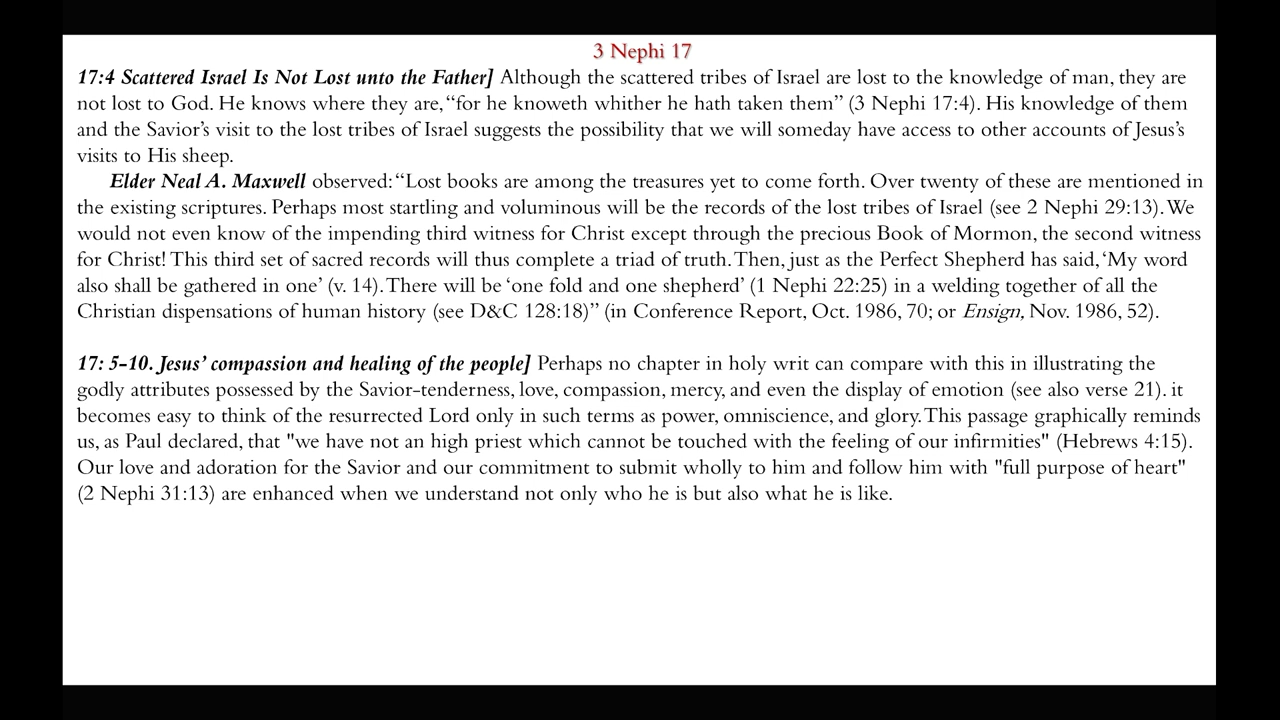 3 Nephi 17
17:4 Scattered Israel Is Not Lost unto the Father] Although the scattered tribes of Israel are lost to the knowledge of man, they are
not lost to God. He knows where they are, “for he knoweth whither he hath taken them” (3 Nephi 17:4). His knowledge of them
and the Savior’s visit to the lost tribes of Israel suggests the possibility that we will someday have access to other accounts of Jesus’s
visits to His sheep.
Elder Neal A. Maxwell observed: “Lost books are among the treasures yet to come forth. Over twenty of these are mentioned in
the existing scriptures. Perhaps most startling and voluminous will be the records of the lost tribes of Israel (see 2 Nephi 29:13). We
would not even know of the impending third witness for Christ except through the precious Book of Mormon, the second witness
for Christ! This third set of sacred records will thus complete a triad of truth. Then, just as the Perfect Shepherd has said, ‘My word
also shall be gathered in one’ (v. 14). There will be ‘one fold and one shepherd’ (1 Nephi 22:25) in a welding together of all the
Christian dispensations of human history (see D&C 128:18)” (in Conference Report, Oct. 1986, 70; or Ensign, Nov. 1986, 52).
17: 5-10. Jesus’ compassion and healing of the people] Perhaps no chapter in holy writ can compare with this in illustrating the
godly attributes possessed by the Savior-tenderness, love, compassion, mercy, and even the display of emotion (see also verse 21). it
becomes easy to think of the resurrected Lord only in such terms as power, omniscience, and glory. This passage graphically reminds
us, as Paul declared, that "we have not an high priest which cannot be touched with the feeling of our infirmities" (Hebrews 4:15).
Our love and adoration for the Savior and our commitment to submit wholly to him and follow him with "full purpose of heart"
(2 Nephi 31:13) are enhanced when we understand not only who he is but also what he is like.